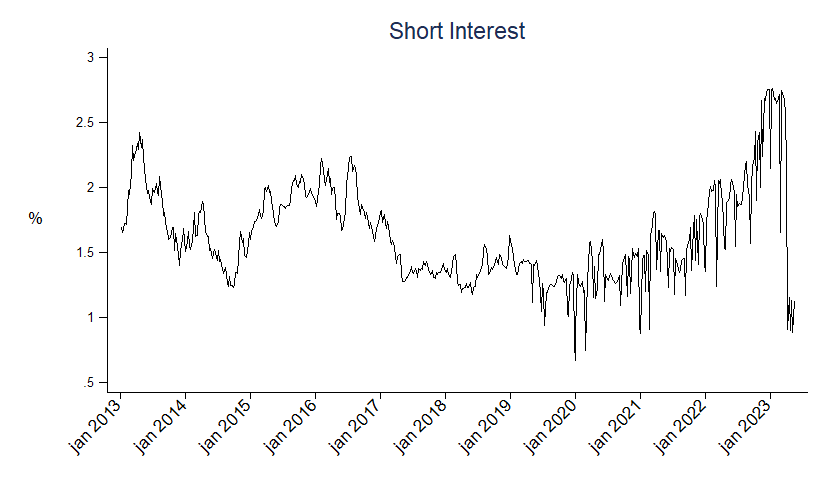 Short Interest
3
2.5
2
1.5
1
.5
%
jan 2013
jan 2014
jan 2015
jan 2016
jan 2017
jan 2018
jan 2019
jan 2020
jan 2021
jan 2022
jan 2023